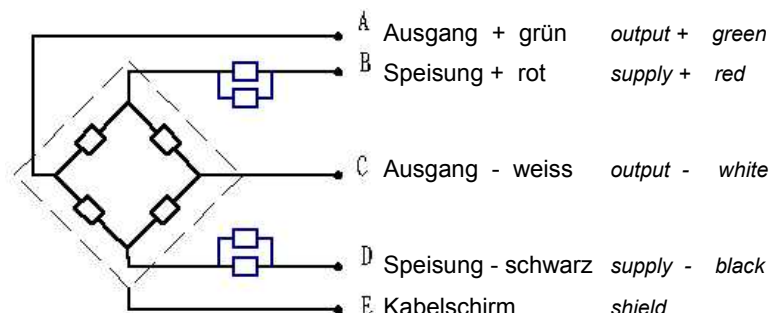 A Ausgang + grün output + green
B Speisung + rot supply + red
C Ausgang - weiss output - white
D Speisung - schwarz supply - black
E Kabelschirm shield